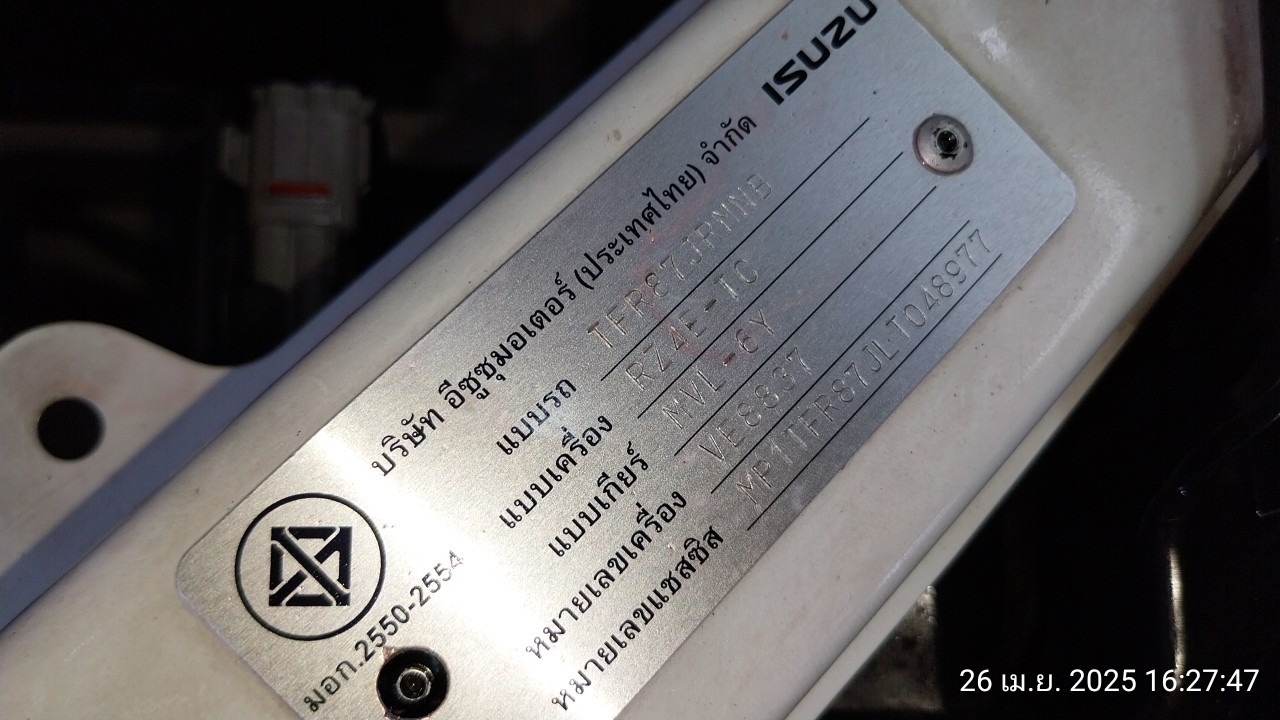 ISUZU
บริษัท อีซูซุมอเตอร์ (ประเทศไทย) จำกัด
แบบรถ TFR87JPMNNB
แบบเครื่อง RZ4E-TC
แบบเกียร์ MVL-6Y
หมายเลขเครื่อง VE8837
หมายเลขแชสซิส MP1TFR87JLT048977
มอก.2550-2554
26 เม.ย. 2025 16:27:47